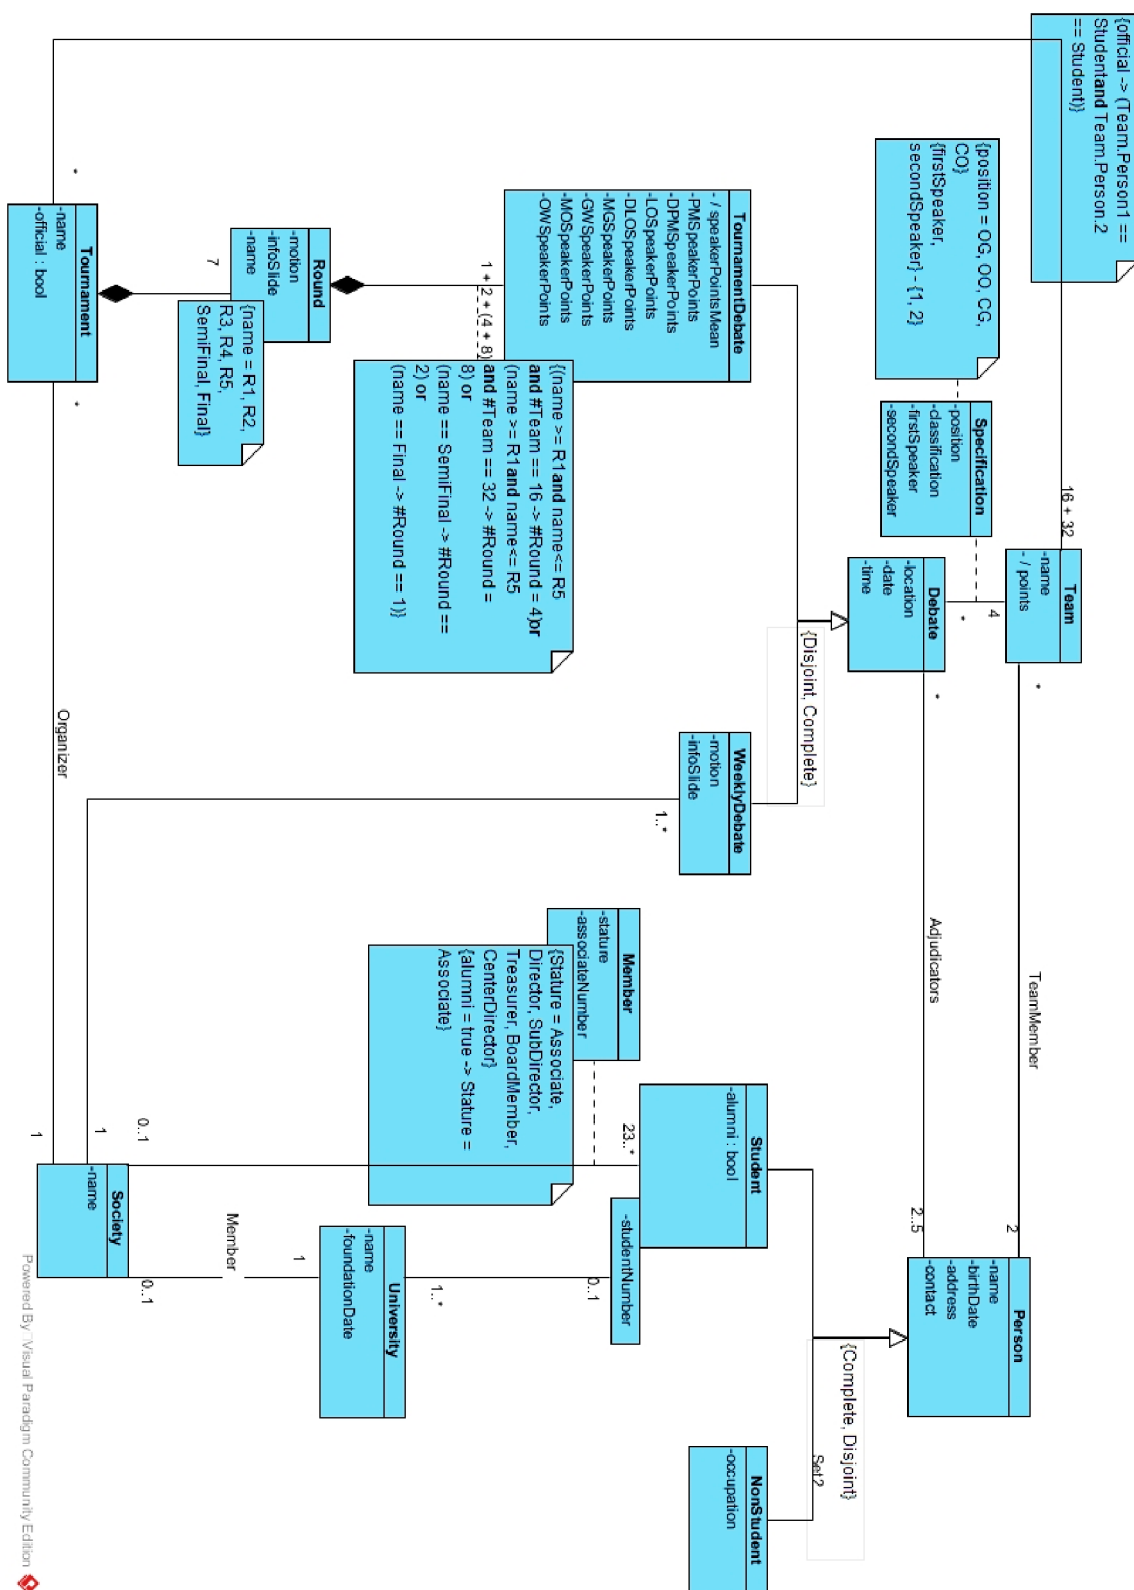 {official -> (Team.Person1 ==
Studentand Team.Person.2
== Student)}
*
16 + 32
Team
-name
- / points
*
TeamMember
2
Person
-name
-birthDate
-address
-contact
{position = OG, OO, CG,
CO}
{firstSpeaker,
secondSpeaker} - {1, 2}
Specification
-position
-classification
-firstSpeaker
-secondSpeaker
4
*
Debate
-location
-date
-time
*
Adjudicators
2..5
{Disjoint, Complete}
{Complete, Disjoint}
Set2
TournamentDebate
- / speakerPointsMean
-PMSpeakerPoints
-DPMSpeakerPoints
-LOSpeakerPoints
-DLOSpeakerPoints
-MGSpeakerPoints
-GWSpeakerPoints
-MOSpeakerPoints
-OWSpeakerPoints
WeeklyDebate
-motion
-infoSlide
1..*
Student
-alumni : bool
NonStudent
-occupation
{(name >= R1and name<= R5
and #Team == 16 -> #Round = 4)or
(name >= R1and name<= R5
and #Team == 32 -> #Round =
8) or
(name == SemiFinal -> #Round ==
2) or
(name == Final -> #Round == 1)}
1 + 2 + (4 + 8)
Member
-stature
-associateNumber
{Stature = Associate,
Director, SubDirector,
Treasurer, BoardMember,
CenterDirector}
{alumni = true -> Stature =
Associate}
23..*
-studentNumber
0..1
Round
-motion
-infoSlide
-name
{name = R1, R2,
R3, R4, R5,
SemiFinal, Final}
7
University
-name
-foundationDate
1..*
1
Member
0..1
0..1
1
Tournament
-name
-official : bool
*
Organizer
1
Society
-name
Powered By Visual Paradigm Community Edition